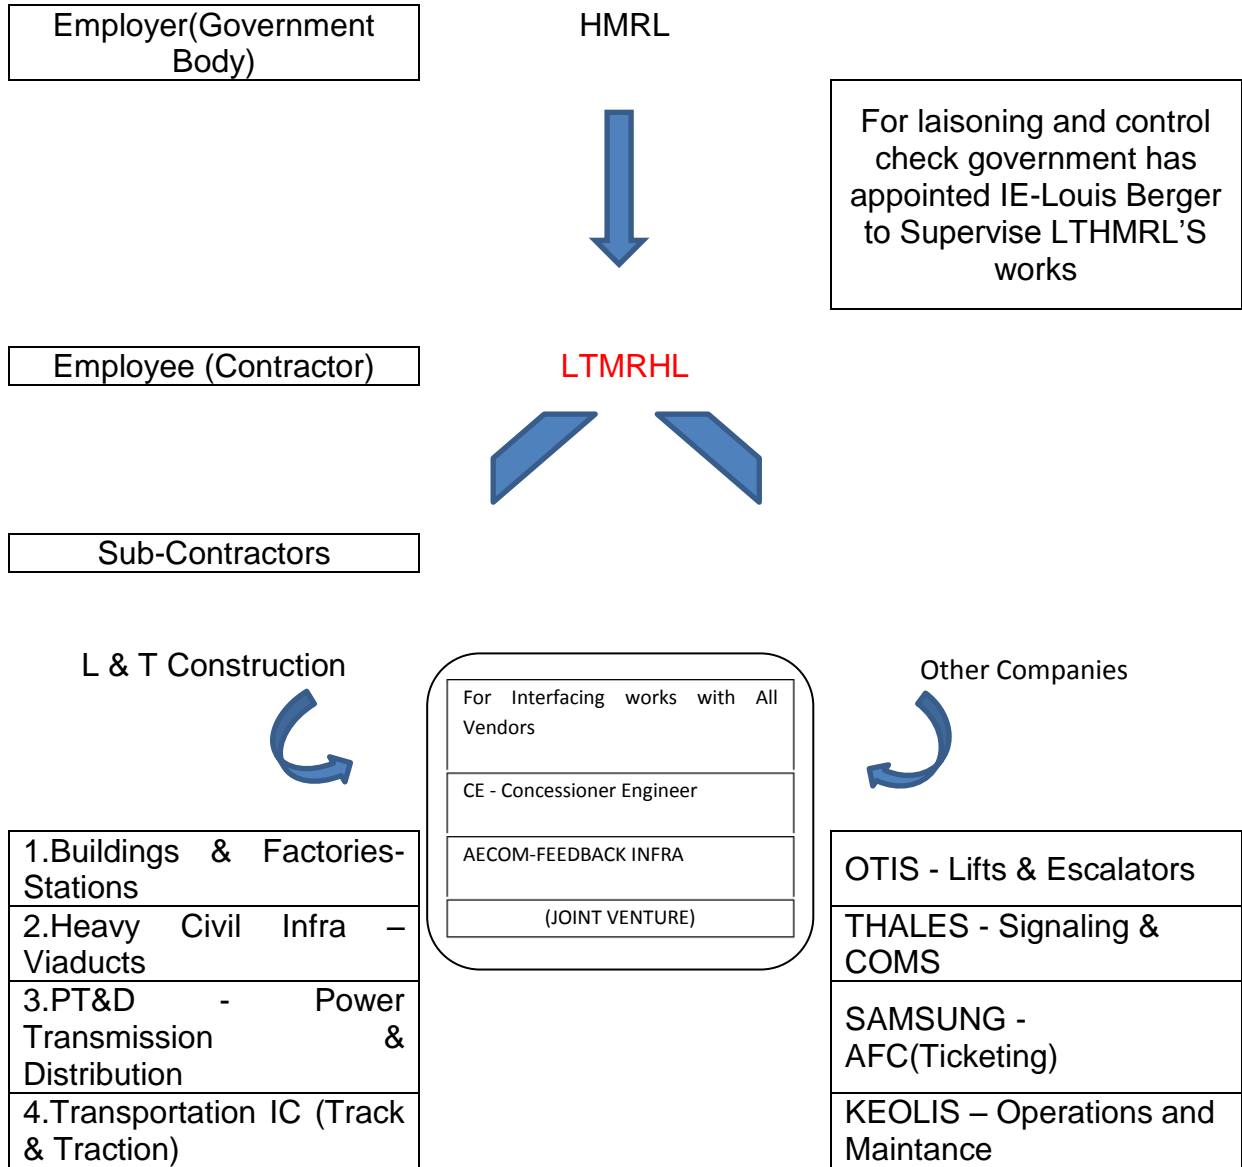 Employer(Government
Body)
HMRL
For laisoning and control
check government has
appointed IE-Louis Berger
to Supervise LTHMRL’S
works
Employee (Contractor)
LTMRHL
Sub-Contractors
L & T Construction
For Interfacing works with All
Vendors
CE - Concessioner Engineer
AECOM-FEEDBACK INFRA
(JOINT VENTURE)
Other Companies
1.Buildings & Factories-
Stations
2.Heavy Civil Infra –
Viaducts
3.PT&D - Power
Transmission &
Distribution
4.Transportation IC (Track
& Traction)
OTIS - Lifts & Escalators
THALES - Signaling &
COMS
SAMSUNG -
AFC(Ticketing)
KEOLIS – Operations and
Maintance